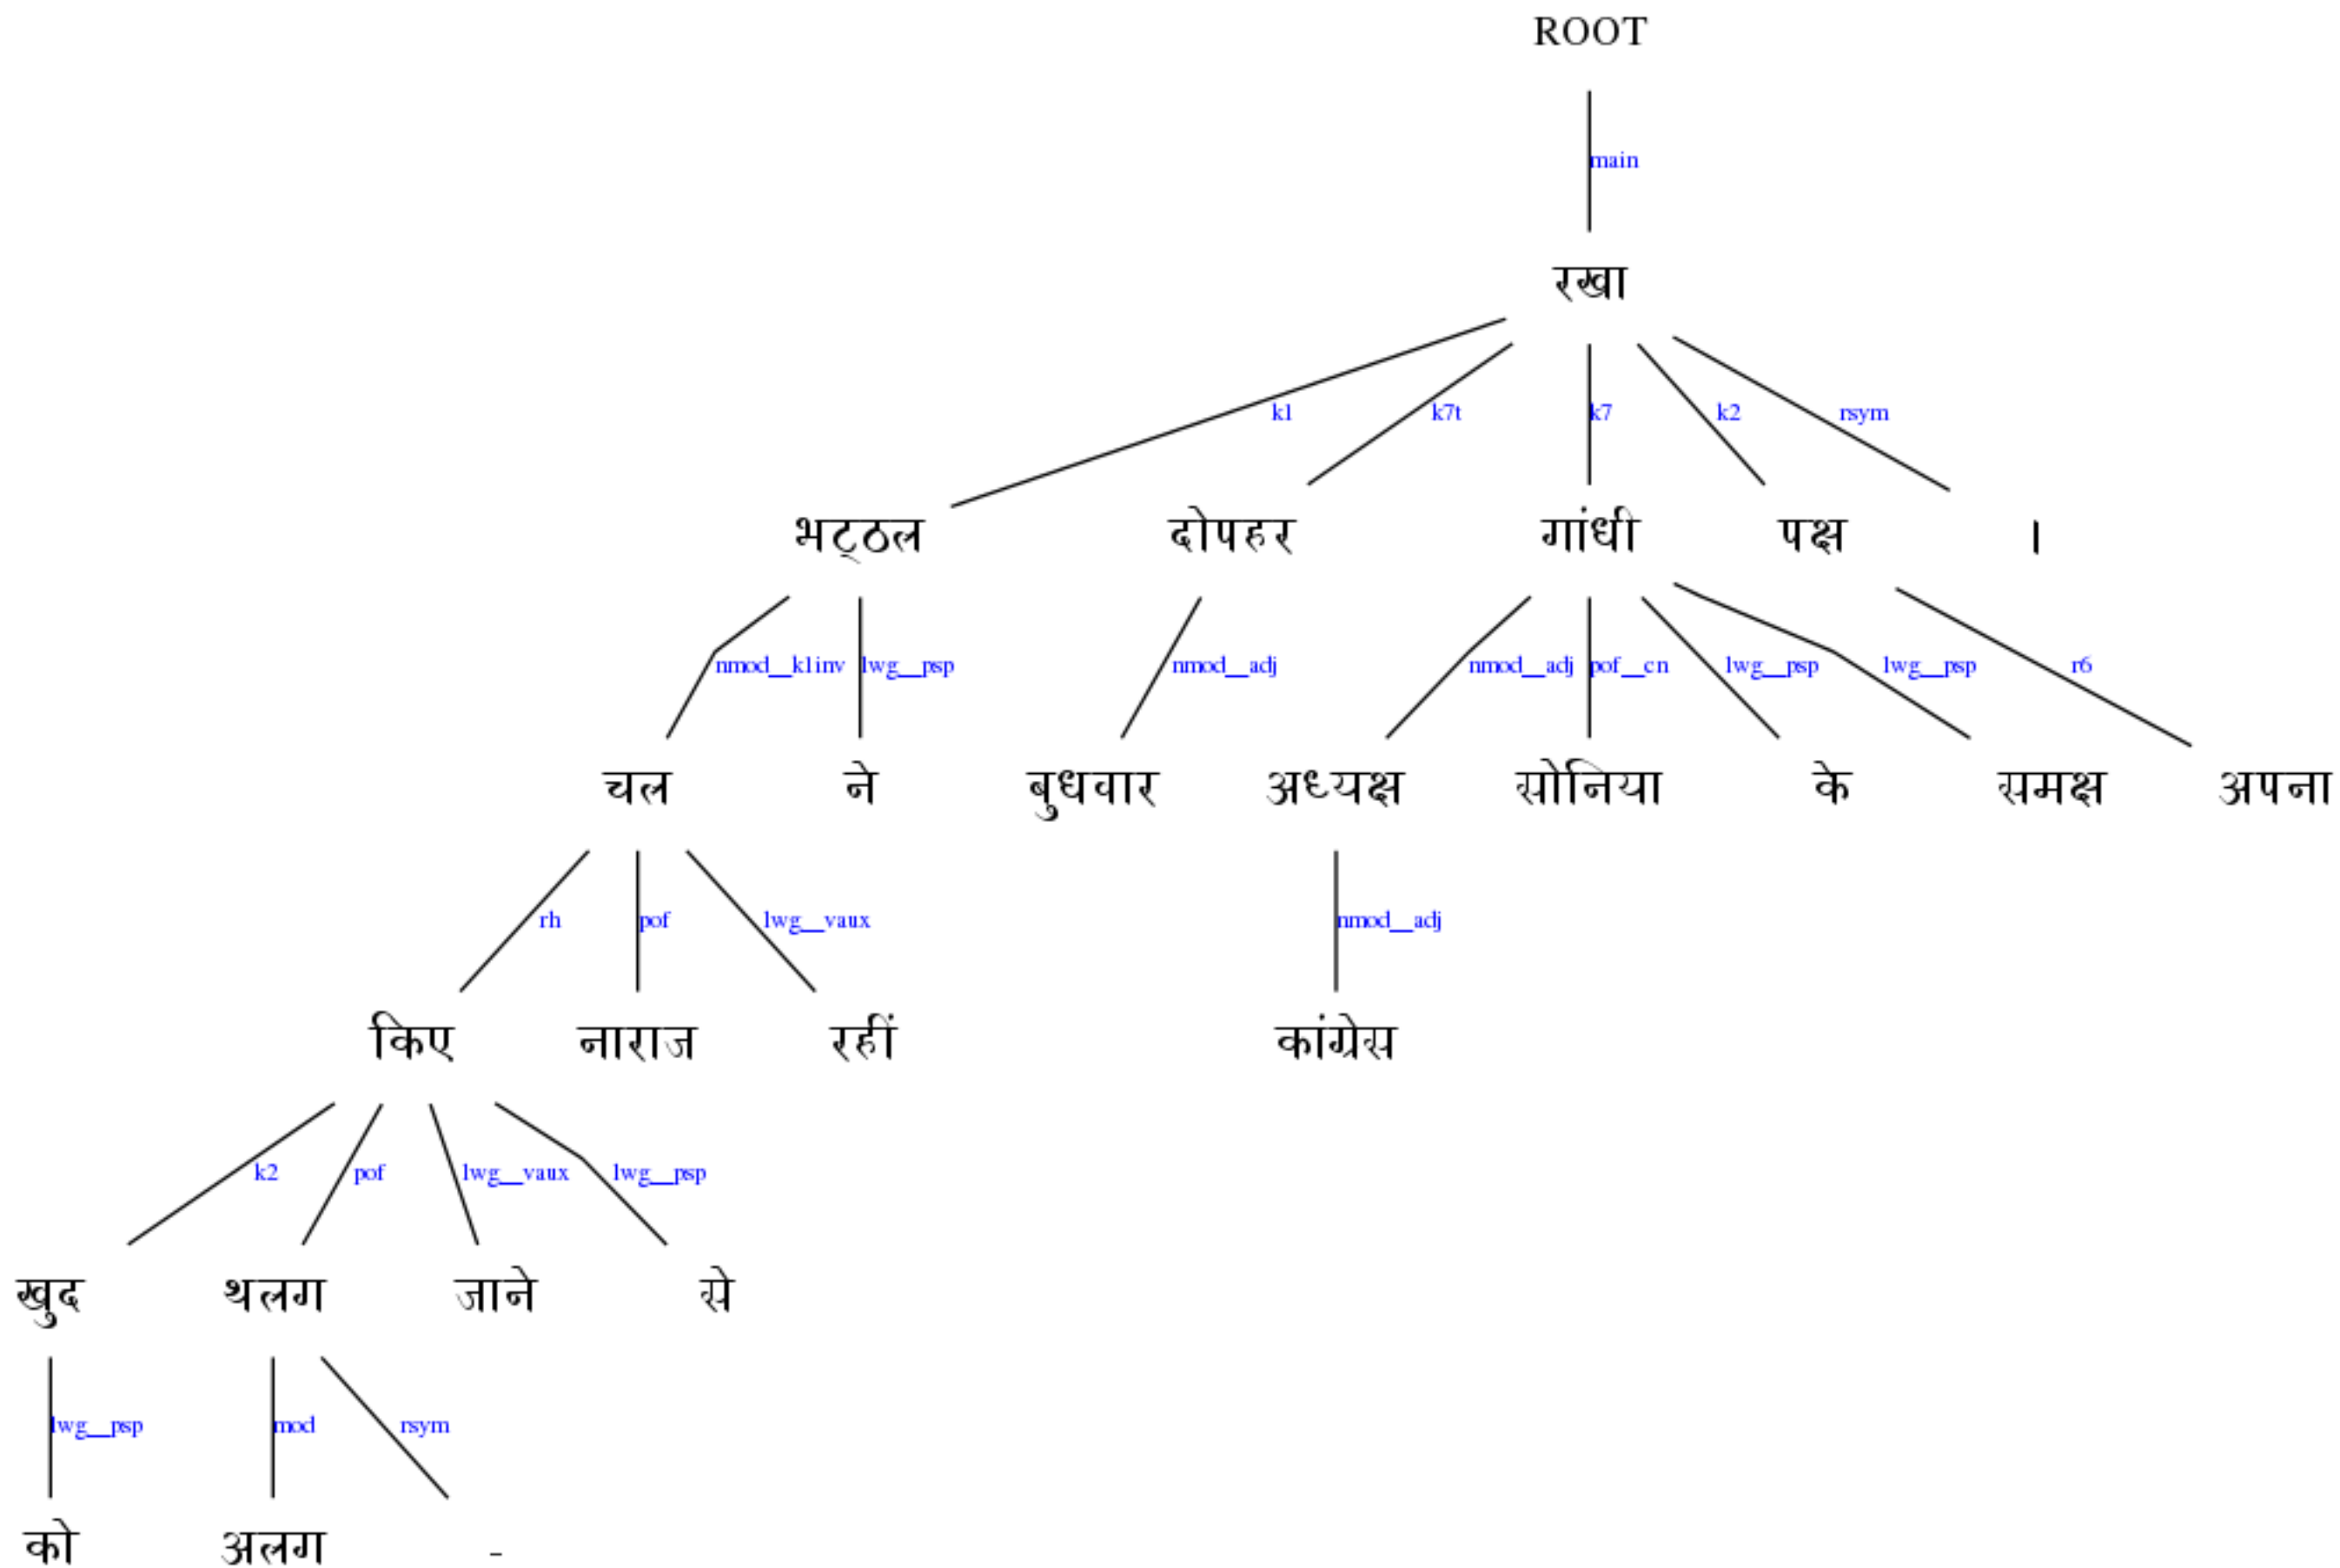 ROOT
main
रखा
k1 k7t k7 k2 rsym
भट्ठल दोपहर गांधी पक्ष ।
nmod__k1inv lwg__psp nmod__adj nmod__adj pof__cn lwg__psp lwg__psp r6
चल ने बुधवार अध्यक्ष सोनिया के समक्ष अपना
rh pof lwg__vaux nmod__adj
किए नाराज रहीं कांग्रेस
k2 pof lwg__vaux lwg__psp
खुद थलग जाने से
lwg__psp mod rsym
को अलग -